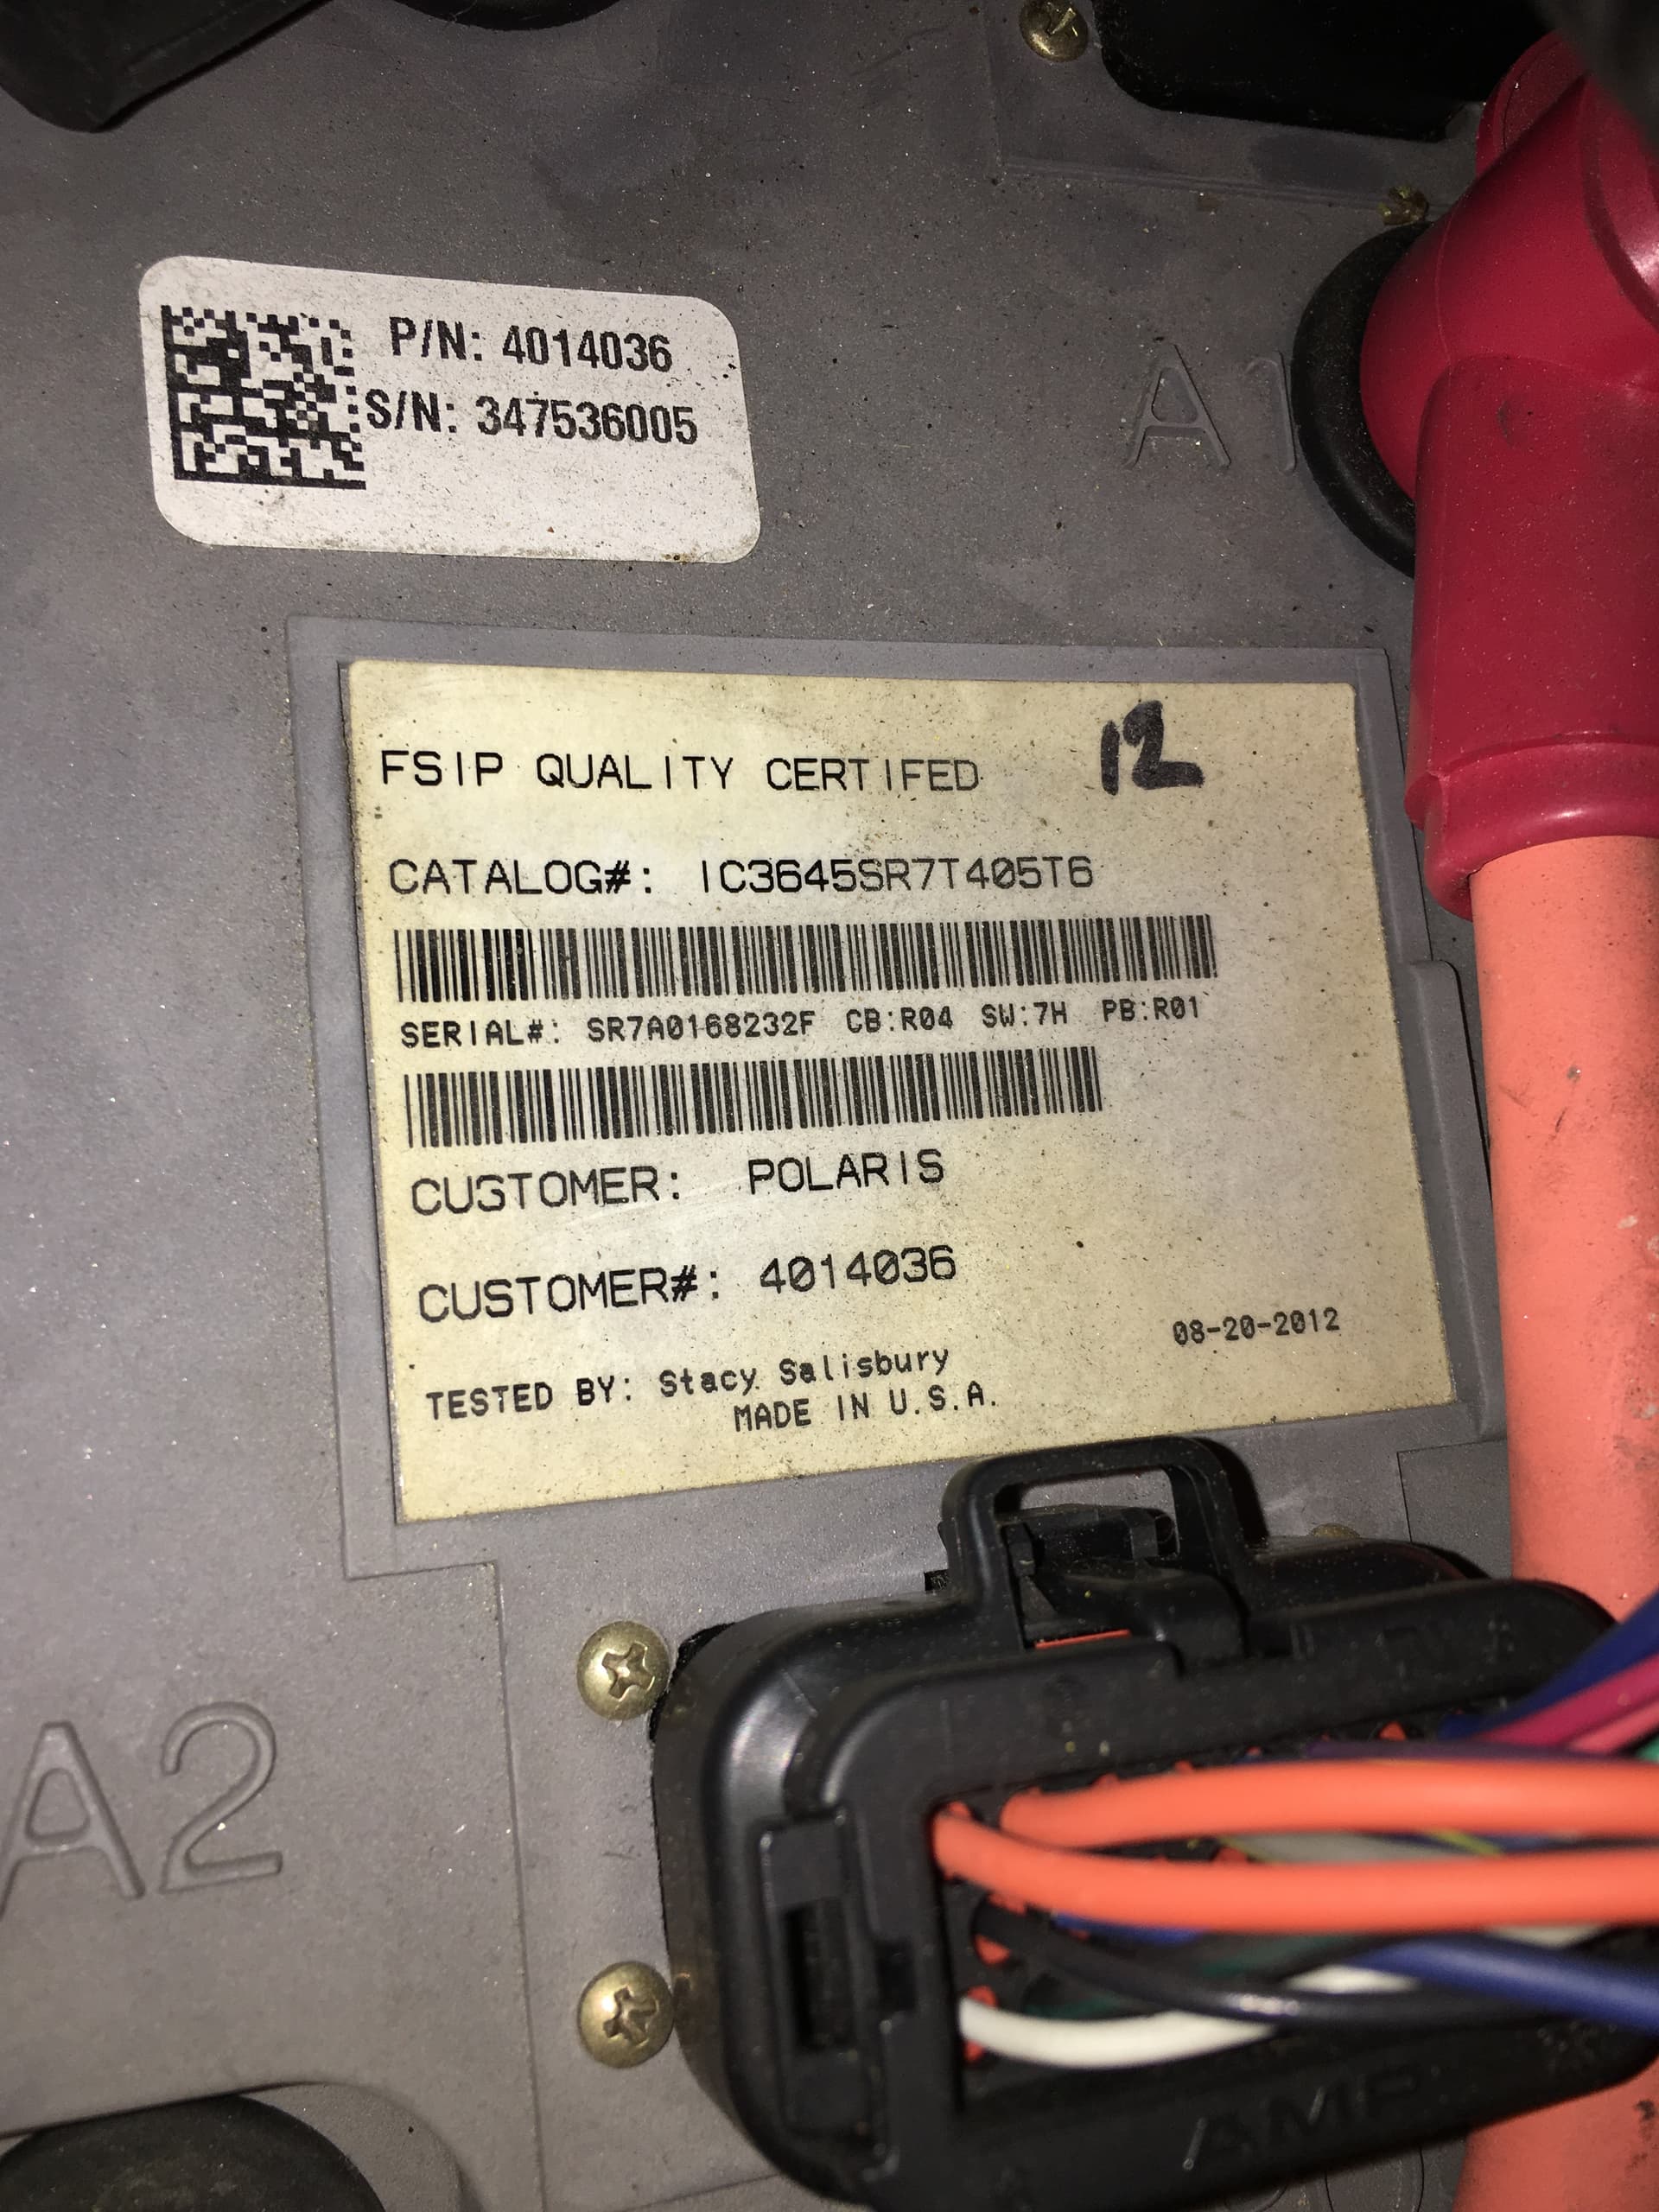 P/N: 4014036
S/N: 347536005
A1
FSIP QUALITY CERTIFED 12
CATALOG#: IC3645SR7T405T6
SERIAL#: SR7A0168232F CB:R04 SW:7H PB:R01
CUSTOMER: POLARIS
CUSTOMER#: 4014036
08-20-2012
TESTED BY: Stacy Salisbury
MADE IN U.S.A.
A2
AMP